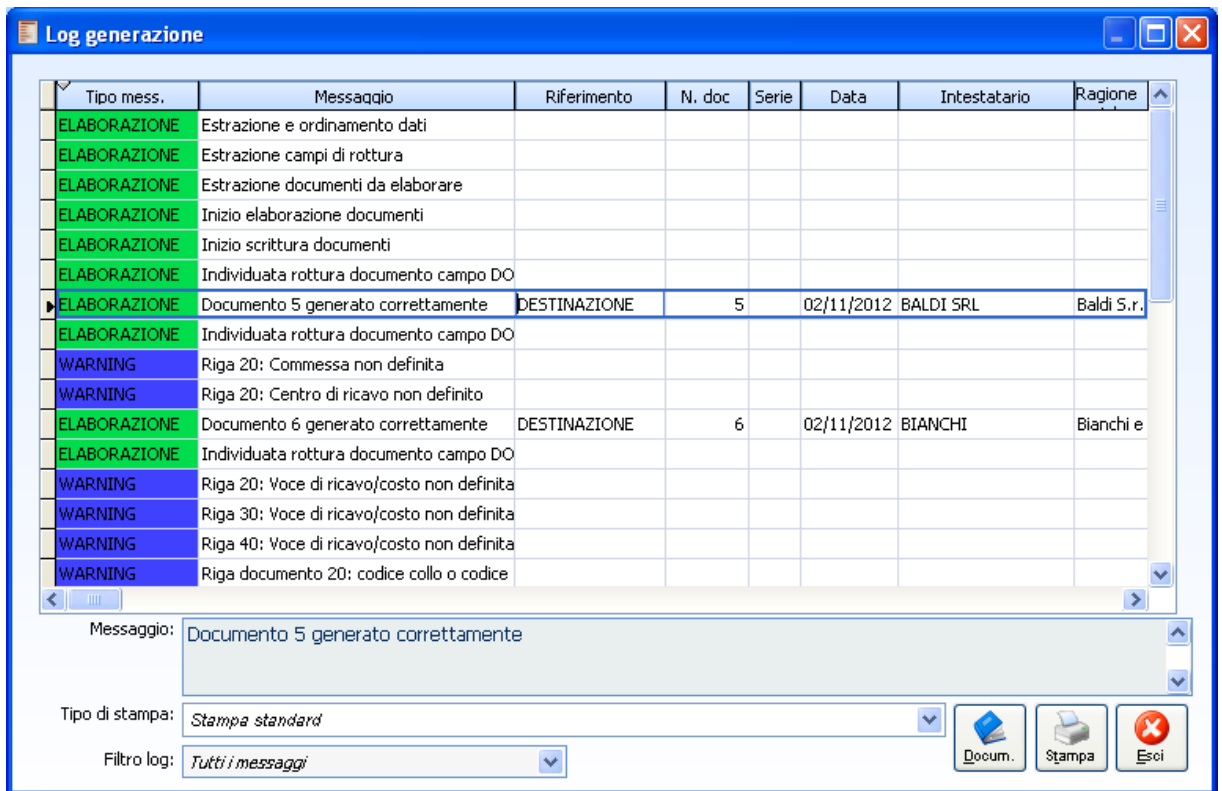 Log generazione
Tipo mess. Messaggio Riferimento N. doc Serie Data Intestatario Ragione
ELABORAZIONE Estrazione e ordinamento dati
ELABORAZIONE Estrazione campi di rottura
ELABORAZIONE Estrazione documenti da elaborare
ELABORAZIONE Inizio elaborazione documenti
ELABORAZIONE Inizio scrittura documenti
ELABORAZIONE Individuata rottura documento campo DO
ELABORAZIONE Documento 5 generato correttamente DESTINAZIONE 5 02/11/2012 BALDI SRL Baldi S.r.
ELABORAZIONE Individuata rottura documento campo DO
WARNING Riga 20: Commessa non definita
WARNING Riga 20: Centro di ricavo non definito
ELABORAZIONE Documento 6 generato correttamente DESTINAZIONE 6 02/11/2012 BIANCHI Bianchi e
ELABORAZIONE Individuata rottura documento campo DO
WARNING Riga 20: Voce di ricavo/costo non definita
WARNING Riga 30: Voce di ricavo/costo non definita
WARNING Riga 40: Voce di ricavo/costo non definita
WARNING Riga documento 20: codice collo o codice
Messaggio: Documento 5 generato correttamente
Tipo di stampa: Stampa standard
Filtro log: Tutti i messaggi
Docum. Stampa Esci